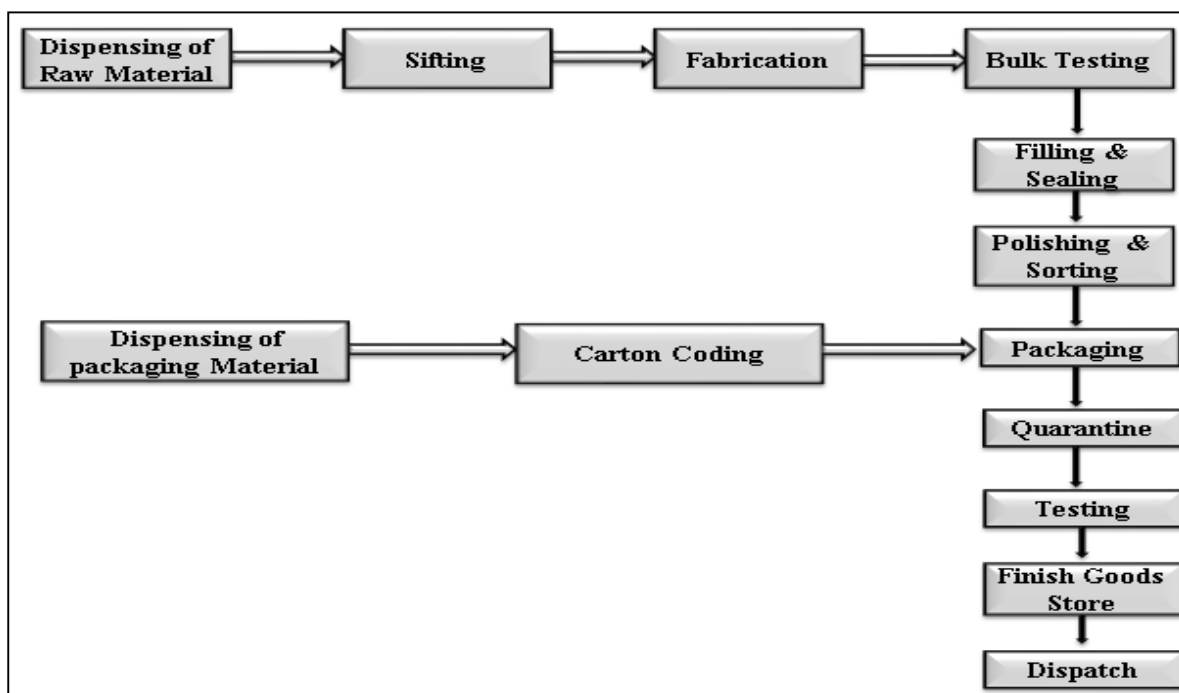 Dispensing of
Raw Material
Sifting
Fabrication
Bulk Testing
Filling &
Sealing
Polishing &
Sorting
Dispensing of
packaging Material
Carton Coding
Packaging
Quarantine
Testing
Finish Goods
Store
Dispatch